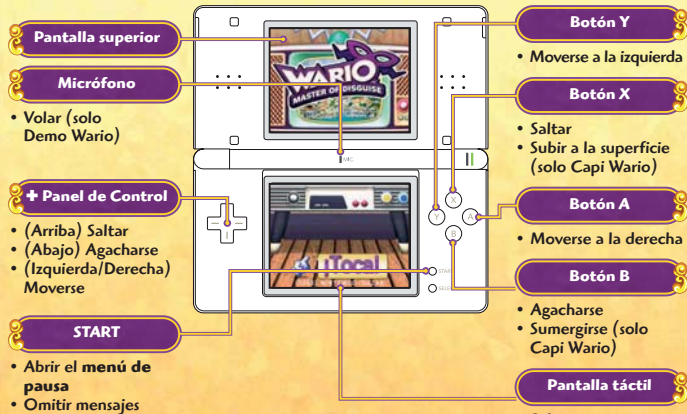 Pantalla superior
Micrófono
• Volar (solo
Demo Wario)
+ Panel de Control
• (Arriba) Saltar
• (Abajo) Agacharse
• (Izquierda/Derecha)
Moverse
START
• Abrir el menú de
pausa
• Omitir mensajes
WARIO
MASTER OF DISGUISE
MIC
¡Toca!
X
Y
A
B
START
SELECT
Botón Y
• Moverse a la izquierda
Botón X
• Saltar
• Subir a la superficie
(solo Capi Wario)
Botón A
• Moverse a la derecha
Botón B
• Agacharse
• Sumergirse (solo
Capi Wario)
Pantalla táctil